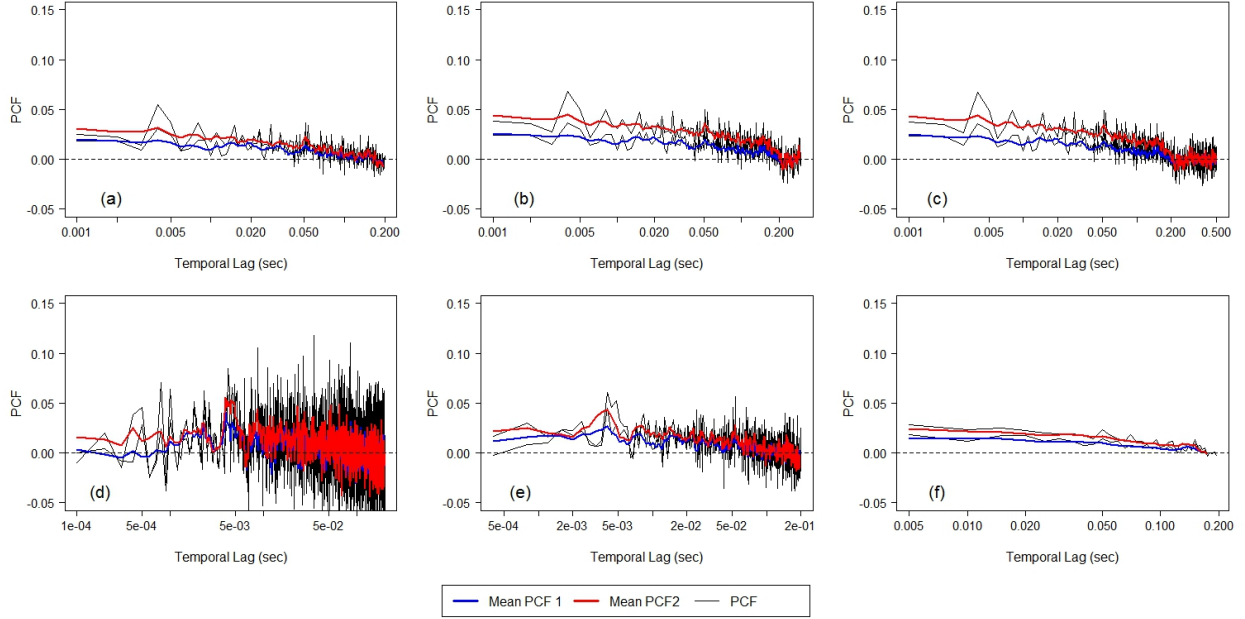 0.15
0.10
0.05
0.00
-0.05
PCF
(a)
0.001 0.005 0.020 0.050 0.200
Temporal Lag (sec)
0.15
0.10
0.05
0.00
-0.05
PCF
(b)
0.001 0.005 0.020 0.050 0.200
Temporal Lag (sec)
0.15
0.10
0.05
0.00
-0.05
PCF
(c)
0.001 0.005 0.020 0.050 0.200 0.500
Temporal Lag (sec)
0.15
0.10
0.05
0.00
-0.05
PCF
(d)
1e-04 5e-04 5e-03 5e-02
Temporal Lag (sec)
0.15
0.10
0.05
0.00
-0.05
PCF
(e)
5e-04 2e-03 5e-03 2e-02 5e-02 2e-01
Temporal Lag (sec)
0.15
0.10
0.05
0.00
-0.05
PCF
(f)
0.005 0.010 0.020 0.050 0.100 0.200
Temporal Lag (sec)
Mean PCF 1 Mean PCF2 PCF